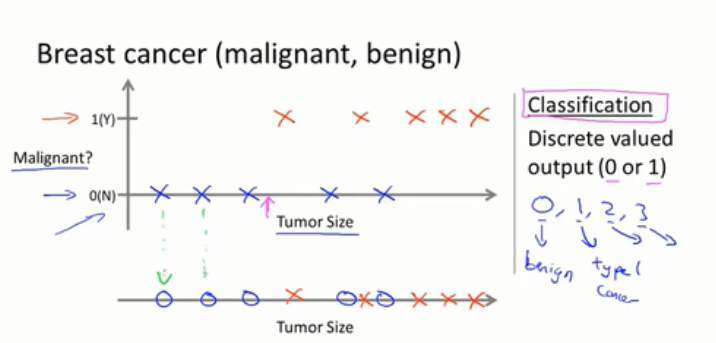 Breast cancer (malignant, benign)
1(Y)
Malignant?
0(N)
Tumor Size
Tumor Size
Classification
Discrete valued
output (0 or 1)
0, 1, 2, 3
benign
type 1
cancer